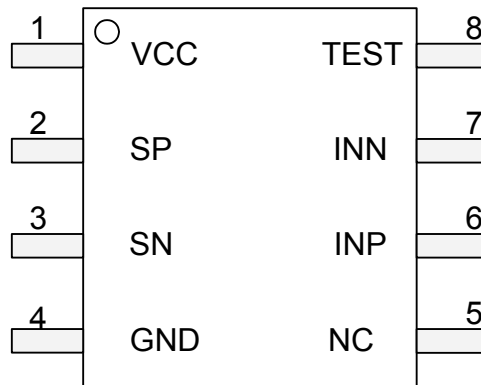 1 VCC TEST 8
2 SP INN 7
3 SN INP 6
4 GND NC 5